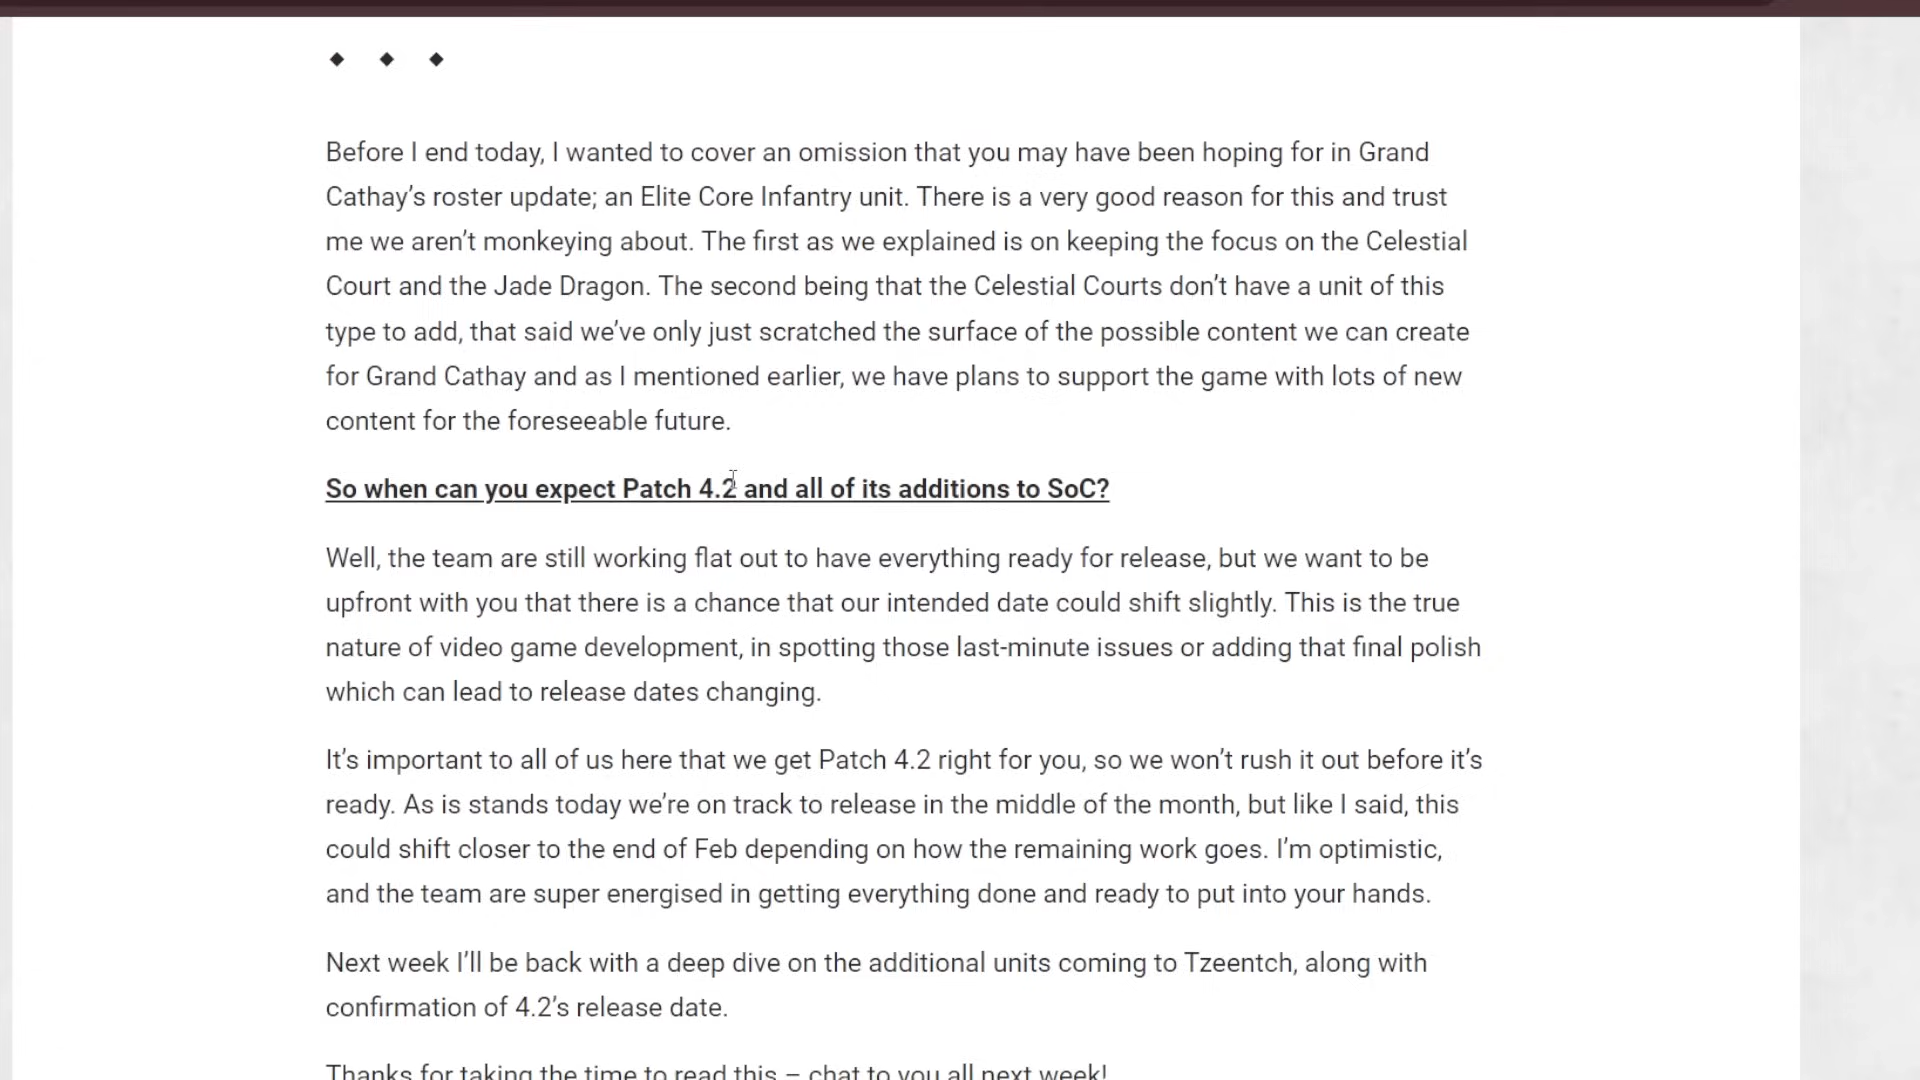 Before I end today, I wanted to cover an omission that you may have been hoping for in Grand
Cathay’s roster update; an Elite Core Infantry unit. There is a very good reason for this and trust
me we aren’t monkeying about. The first as we explained is on keeping the focus on the Celestial
Court and the Jade Dragon. The second being that the Celestial Courts don’t have a unit of this
type to add, that said we’ve only just scratched the surface of the possible content we can create
for Grand Cathay and as I mentioned earlier, we have plans to support the game with lots of new
content for the foreseeable future.
So when can you expect Patch 4.2 and all of its additions to SoC?
Well, the team are still working flat out to have everything ready for release, but we want to be
upfront with you that there is a chance that our intended date could shift slightly. This is the true
nature of video game development, in spotting those last-minute issues or adding that final polish
which can lead to release dates changing.
It’s important to all of us here that we get Patch 4.2 right for you, so we won’t rush it out before it’s
ready. As is stands today we’re on track to release in the middle of the month, but like I said, this
could shift closer to the end of Feb depending on how the remaining work goes. I’m optimistic,
and the team are super energised in getting everything done and ready to put into your hands.
Next week I’ll be back with a deep dive on the additional units coming to Tzeentch, along with
confirmation of 4.2’s release date.
Thanks for taking the time to read this – chat to you all next week!